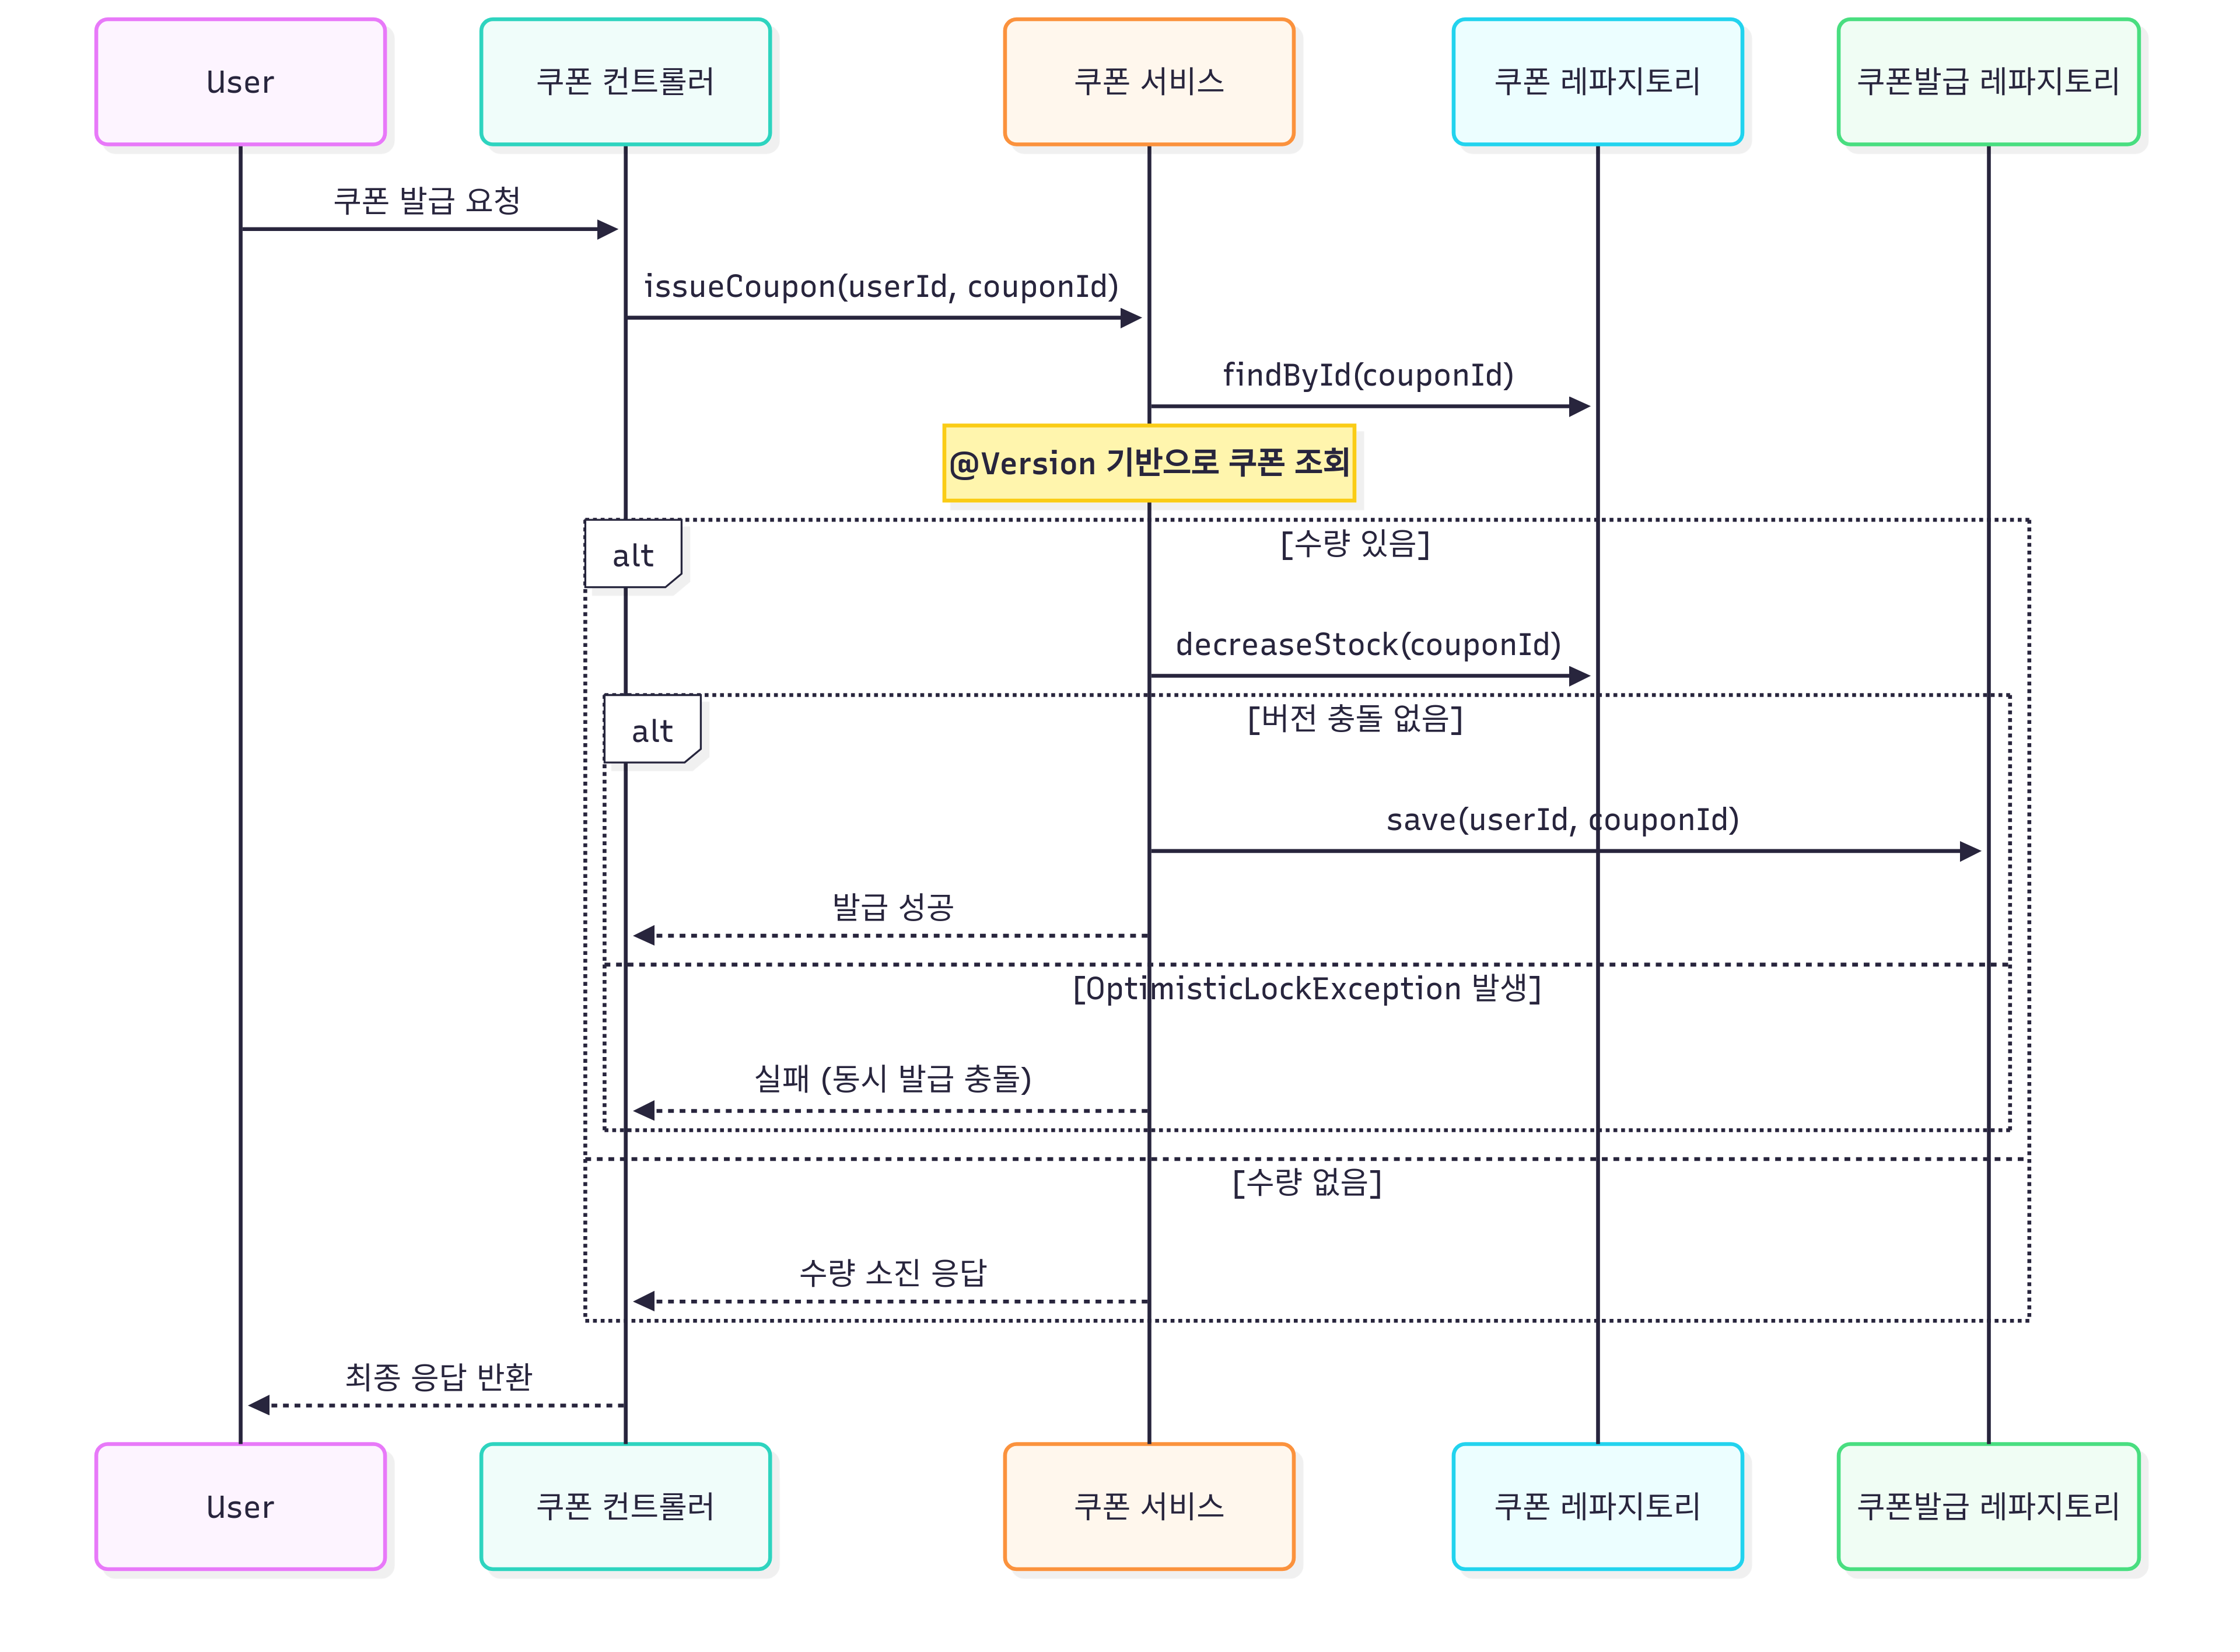 User
쿠폰 컨트롤러
쿠폰 서비스
쿠폰 레파지토리
쿠폰발급 레파지토리
쿠폰 발급 요청
issueCoupon(userId, couponId)
findById(couponId)
@Version 기반으로 쿠폰 조회
alt
[수량 있음]
decreaseStock(couponId)
alt
[버전 충돌 없음]
save(userId, couponId)
발급 성공
[OptimisticLockException 발생]
실패 (동시 발급 충돌)
[수량 없음]
수량 소진 응답
최종 응답 반환
User
쿠폰 컨트롤러
쿠폰 서비스
쿠폰 레파지토리
쿠폰발급 레파지토리